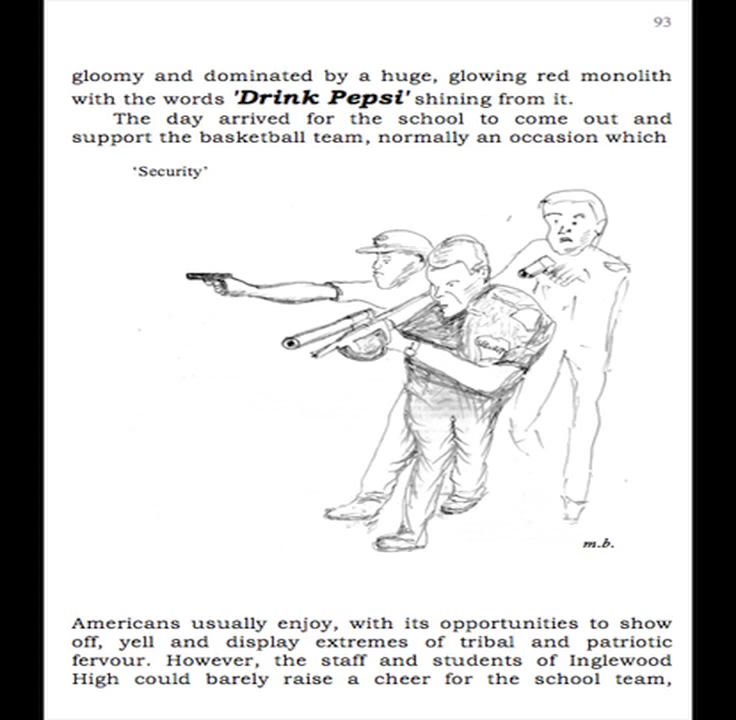 93
gloomy and dominated by a huge, glowing red monolith
with the words 'Drink Pepsi' shining from it.
The day arrived for the school to come out and
support the basketball team, normally an occasion which
'Security'
m.b.
Americans usually enjoy, with its opportunities to show
off, yell and display extremes of tribal and patriotic
fervour. However, the staff and students of Inglewood
High could barely raise a cheer for the school team,